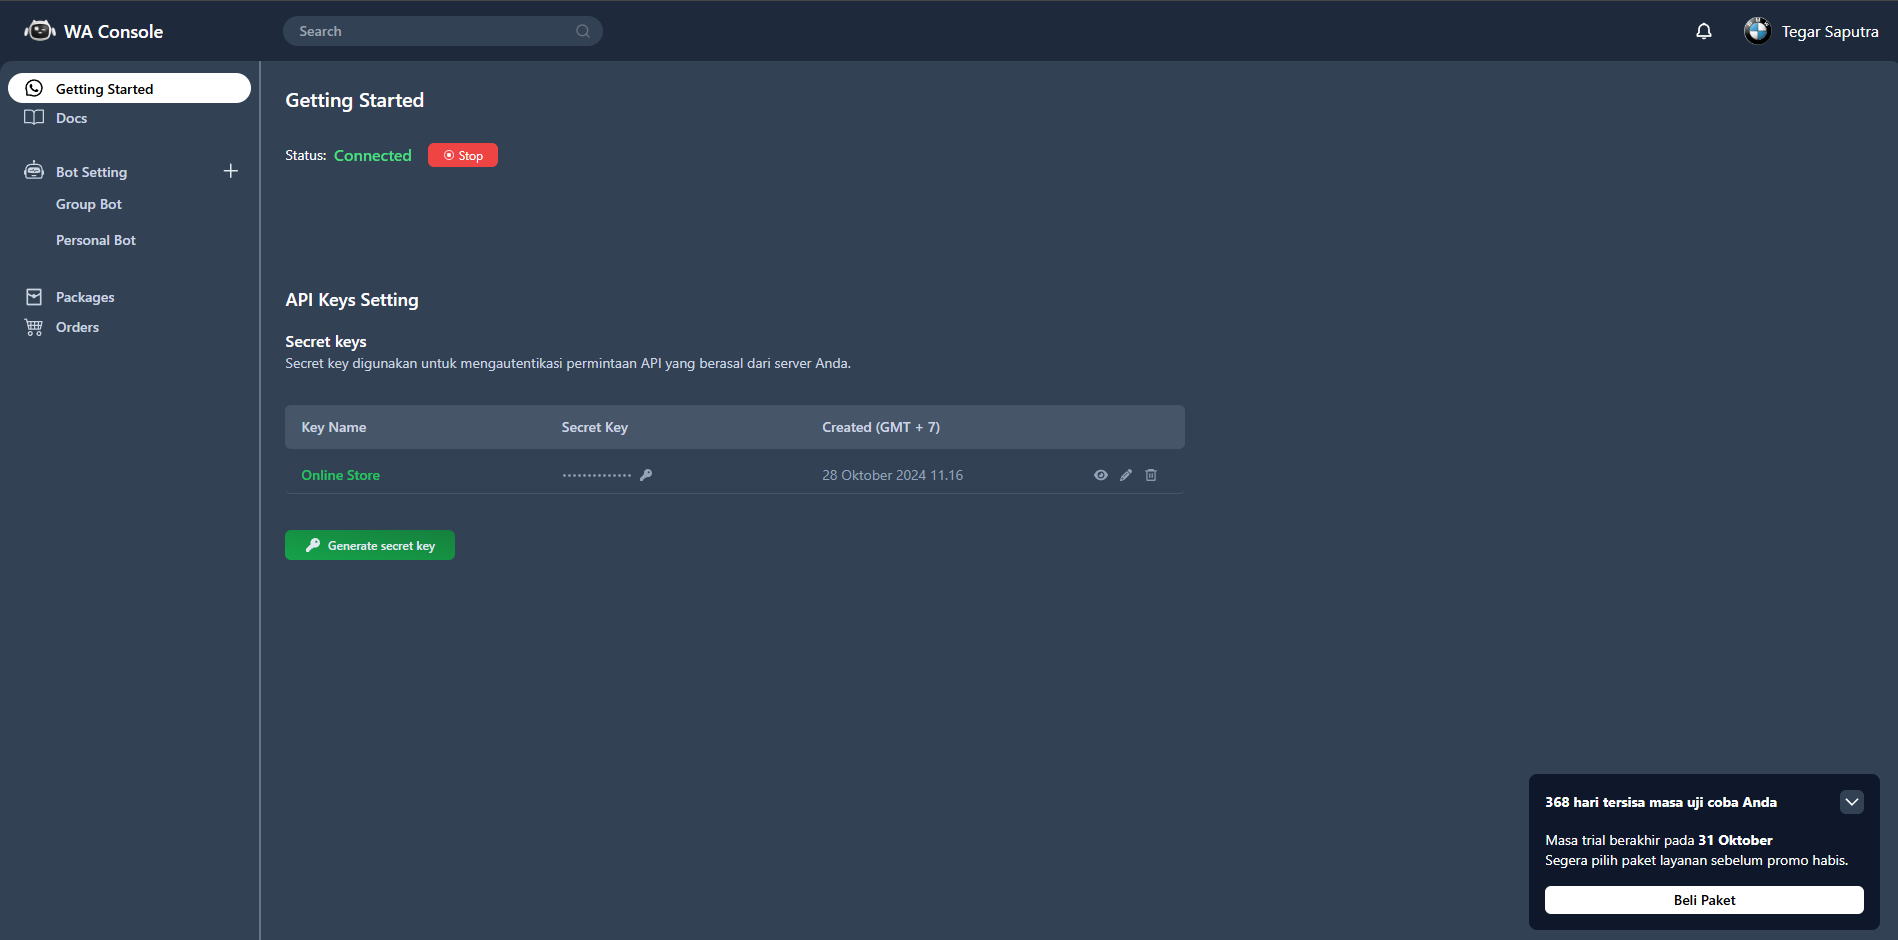 WA Console
Search
Tegar Saputra
Getting Started
Docs
Bot Setting
Group Bot
Personal Bot
Packages
Orders
Getting Started
Status: Connected Stop
API Keys Setting
Secret keys
Secret key digunakan untuk mengautentikasi permintaan API yang berasal dari server Anda.
Key Name Secret Key Created (GMT + 7)
Online Store •••••••••••••• 28 Oktober 2024 11.16
Generate secret key
368 hari tersisa masa uji coba Anda
Masa trial berakhir pada 31 Oktober
Segera pilih paket layanan sebelum promo habis.
Beli Paket